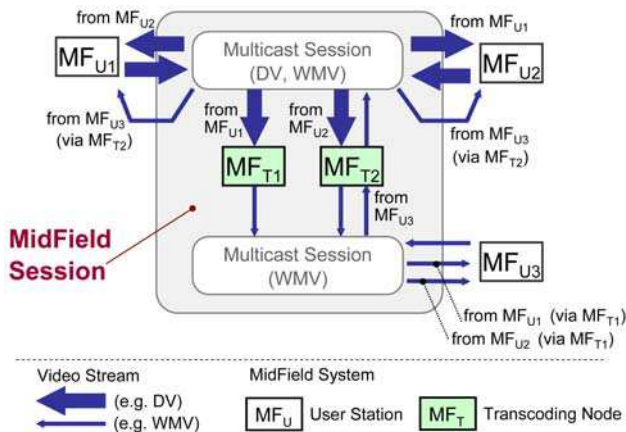 from MFU2
from MFU1
Multicast Session
(DV, WMV)
MFU1
MFU2
from MFU3
(via MFT2)
from
MFU1
from
MFU2
from MFU3
(via MFT2)
MFT1
MFT2
from
MFU3
MidField
Session
Multicast Session
(WMV)
MFU3
from MFU1 (via MFT1)
from MFU2 (via MFT1)
Video Stream
MidField System
(e.g. DV)
(e.g. WMV)
MFU User Station
MFT Transcoding Node